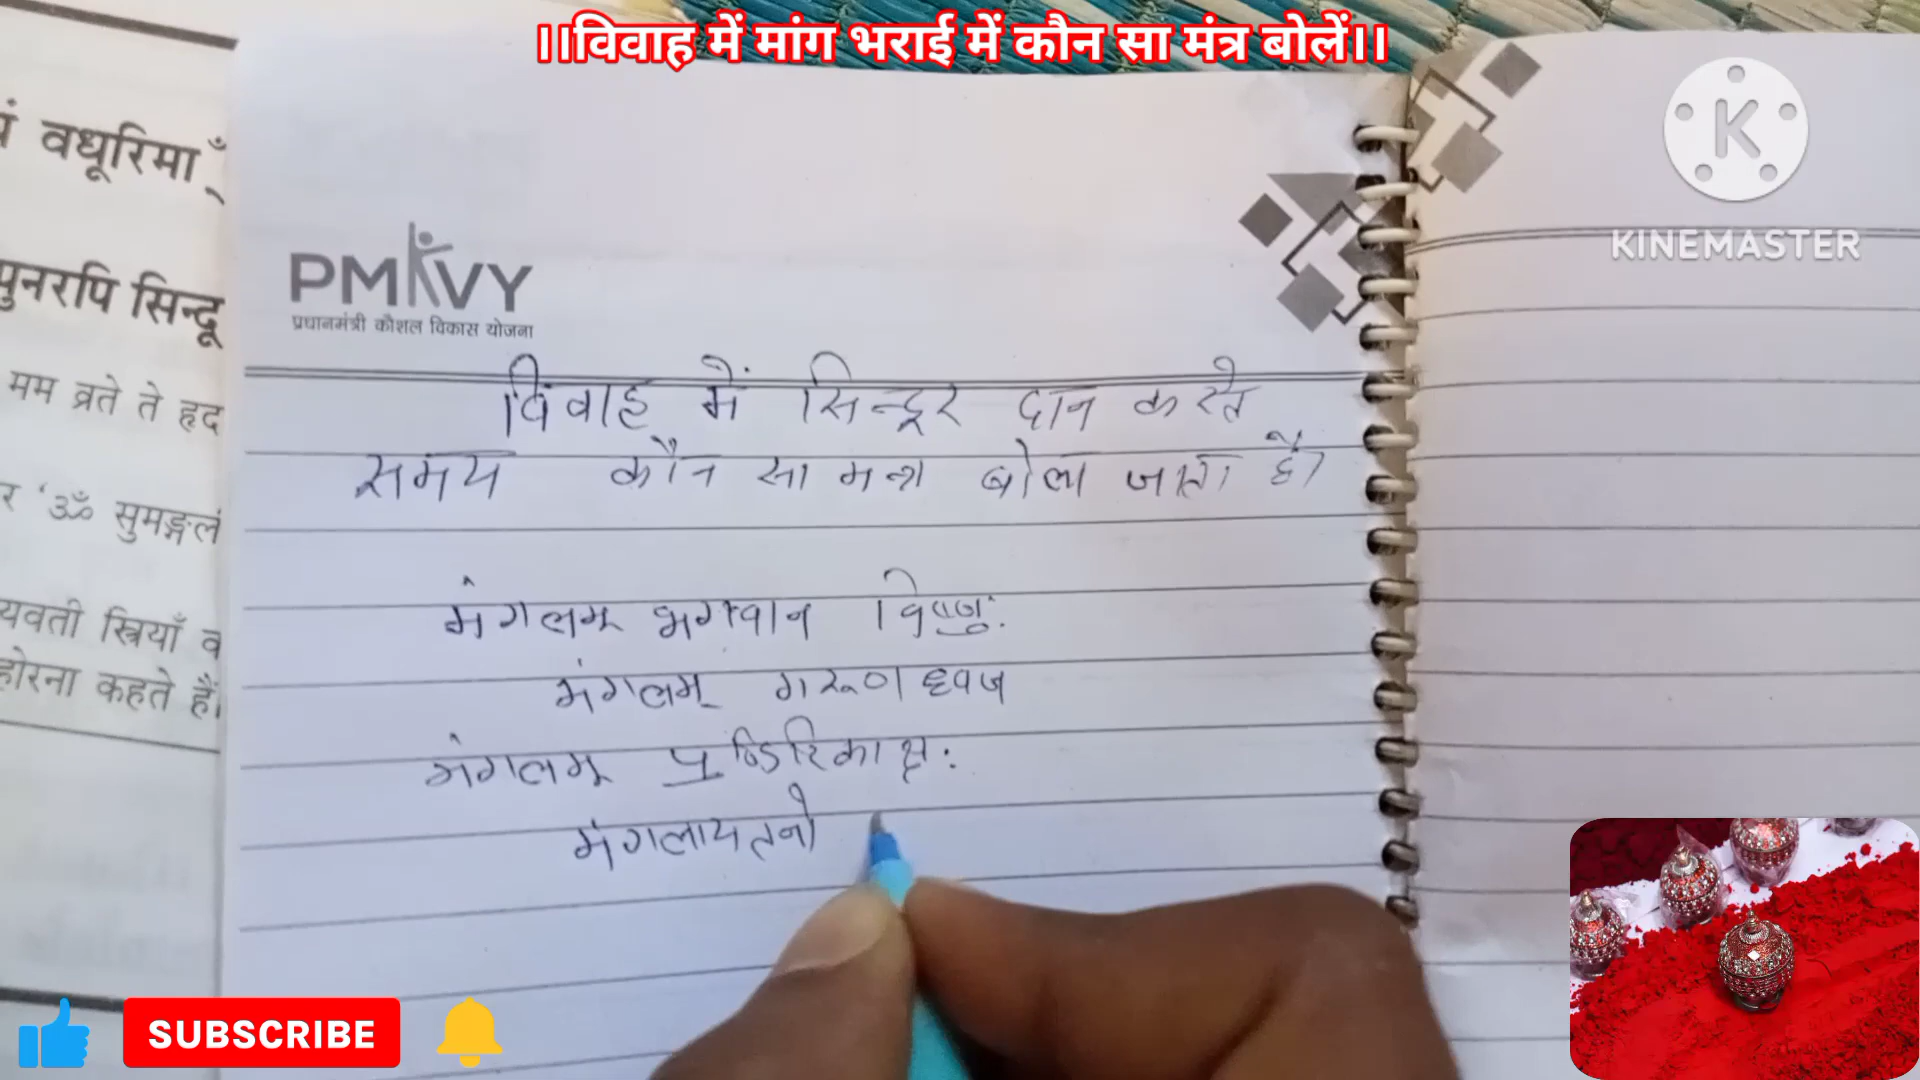 ।।विवाह में मांग भराई में कौन सा मंत्र बोलें।।
वधूरिमाँ
पुनरपि सिन्दू
मम व्रते ते हृद
र ‘ॐ सुमङ्गल
यवती स्त्रियाँ व
होरना कहते हैं।
PMKVY
प्रधानमंत्री कौशल विकास योजना
विवाह में सिन्दूर दान करते
समय कौन सा मन्त्र बोला जाता है
मंगलम् भगवान विष्णु:
मंगलम् गरूण ध्वज
मंगलम् पुन्डिरिकाक्ष:
मंगलायतनो
K
KINEMASTER
SUBSCRIBE